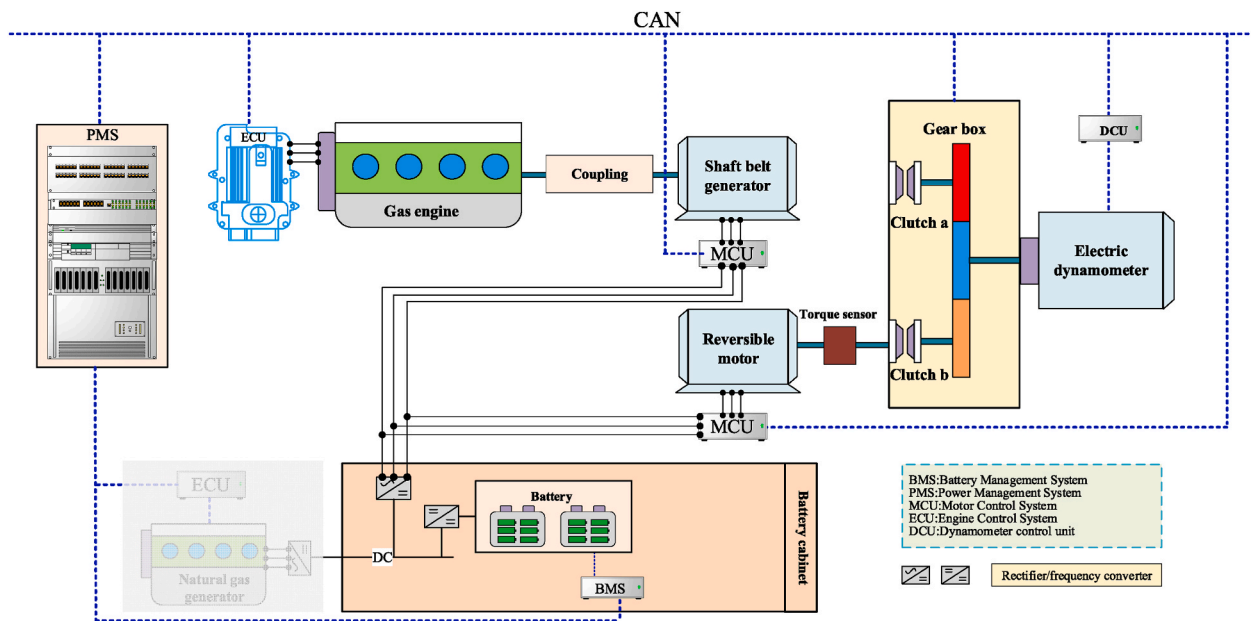 CAN
PMS
ECU
Gas engine
Coupling
Shaft belt
generator
MCU
Gear box
Clutch a
Clutch b
DCU
Electric
dynamometer
Torque sensor
Reversible
motor
MCU
ECU
Natural gas
generator
DC
Battery
BMS
Battery cabinet
BMS:Battery Management System
PMS:Power Management System
MCU:Motor Control System
ECU:Engine Control System
DCU:Dynamometer control unit
Rectifier/frequency converter